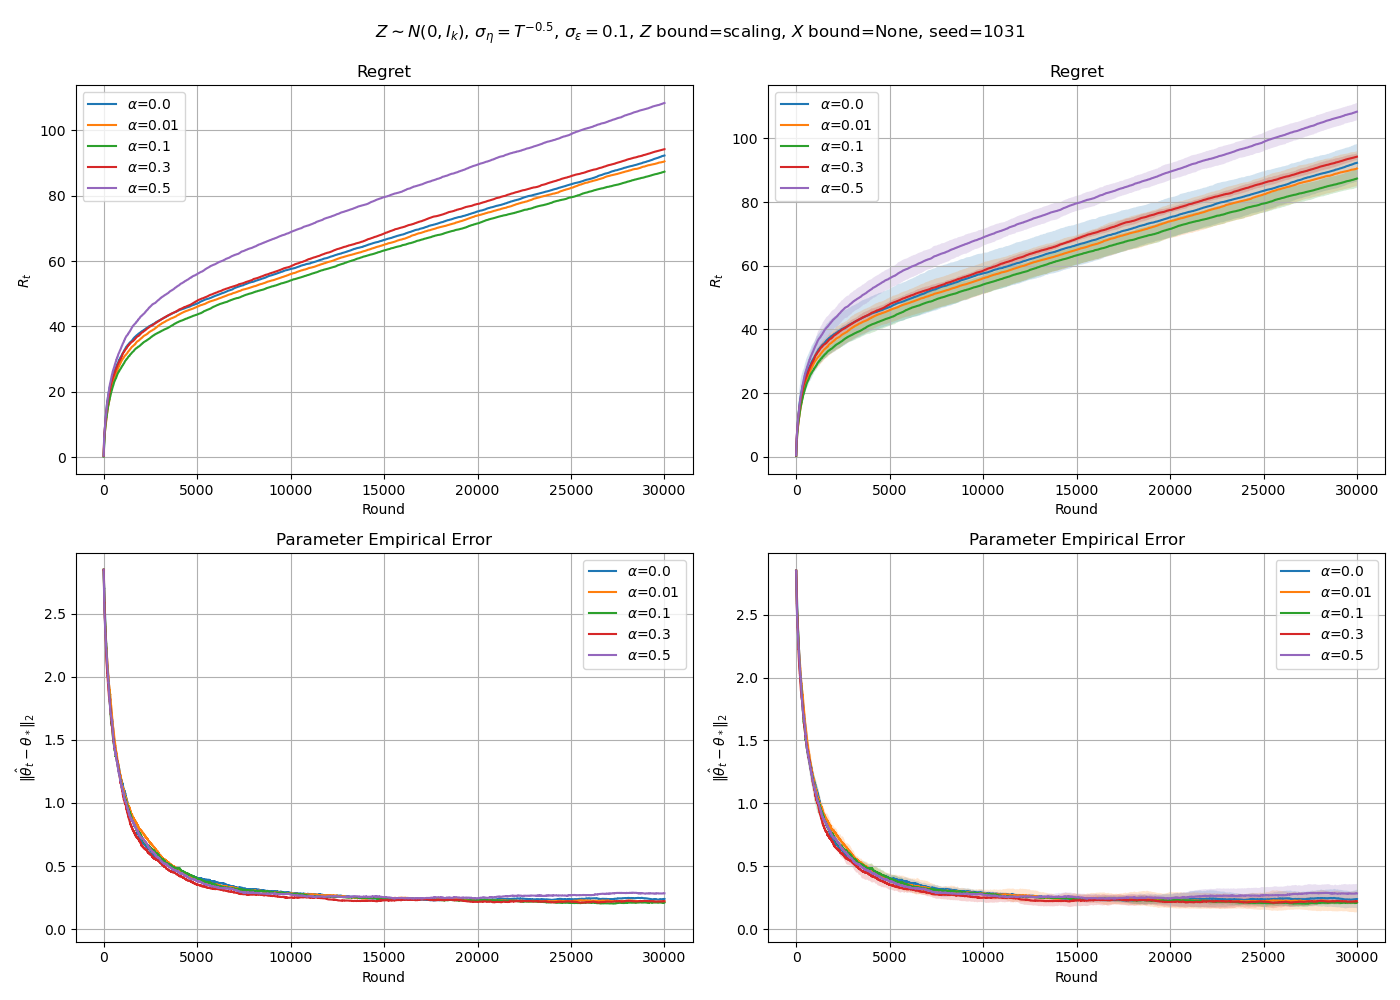 Z ∼ N(0, I_k), σ_η = T^−0.5, σ_ε = 0.1, Z bound=scaling, X bound=None, seed=1031
Regret
α=0.0
α=0.01
α=0.1
α=0.3
α=0.5
100
80
60
40
20
0
R_t
0 5000 10000 15000 20000 25000 30000
Round
Regret
α=0.0
α=0.01
α=0.1
α=0.3
α=0.5
100
80
60
40
20
0
R_t
0 5000 10000 15000 20000 25000 30000
Round
Parameter Empirical Error
α=0.0
α=0.01
α=0.1
α=0.3
α=0.5
2.5
2.0
1.5
1.0
0.5
0.0
‖θ̂_t − θ_*‖_2
0 5000 10000 15000 20000 25000 30000
Round
Parameter Empirical Error
α=0.0
α=0.01
α=0.1
α=0.3
α=0.5
2.5
2.0
1.5
1.0
0.5
0.0
‖θ̂_t − θ_*‖_2
0 5000 10000 15000 20000 25000 30000
Round